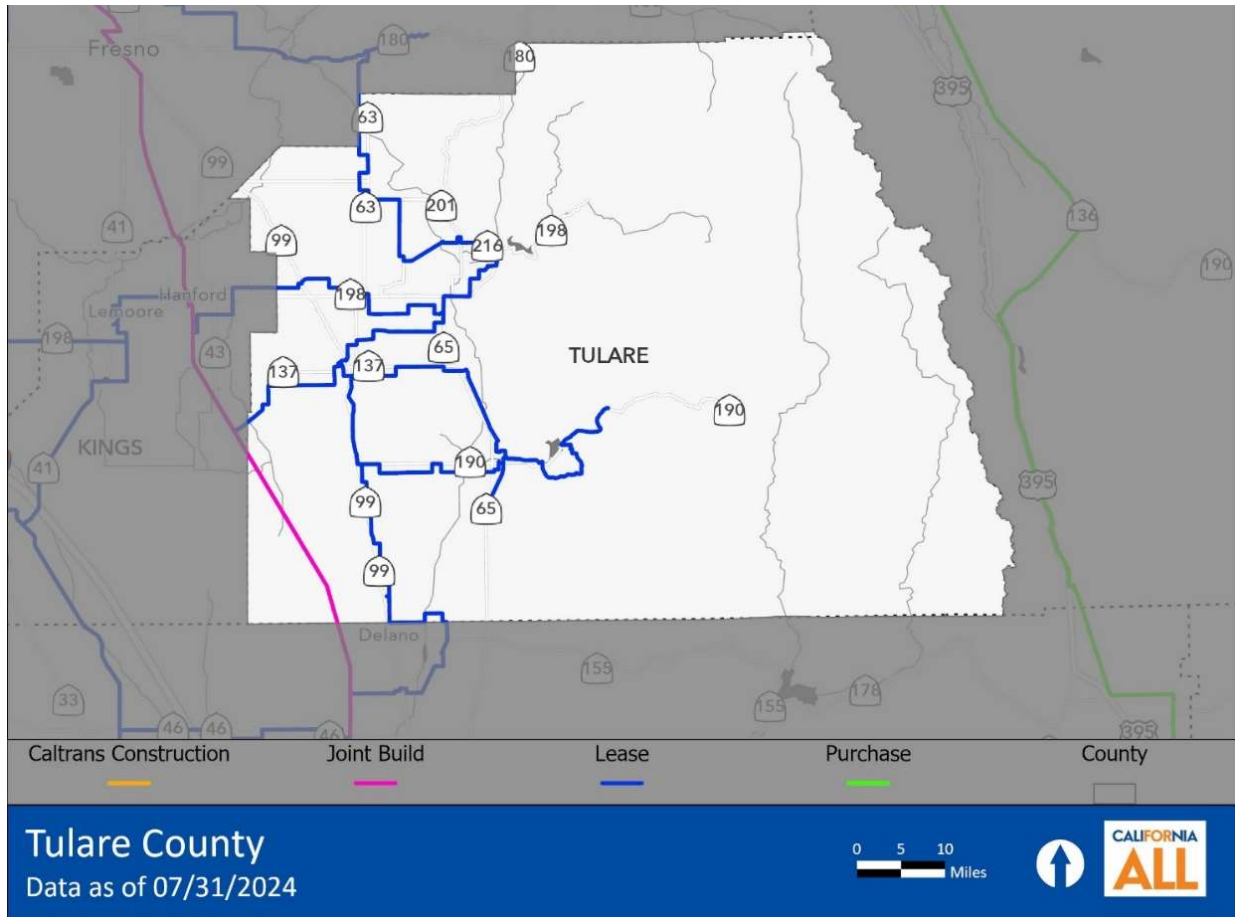 180
Fresno
180
395
63
99
63
201
136
41
99
216
198
190
198
Hanford
Lemoore
198
43
65
137
137
TULARE
190
KINGS
190
41
395
99
65
99
Delano
155
33
155
178
46
46
46
395
Caltrans Construction
Joint Build
Lease
Purchase
County
Tulare County
Data as of 07/31/2024
0 5 10
Miles
CALIFORNIA
ALL